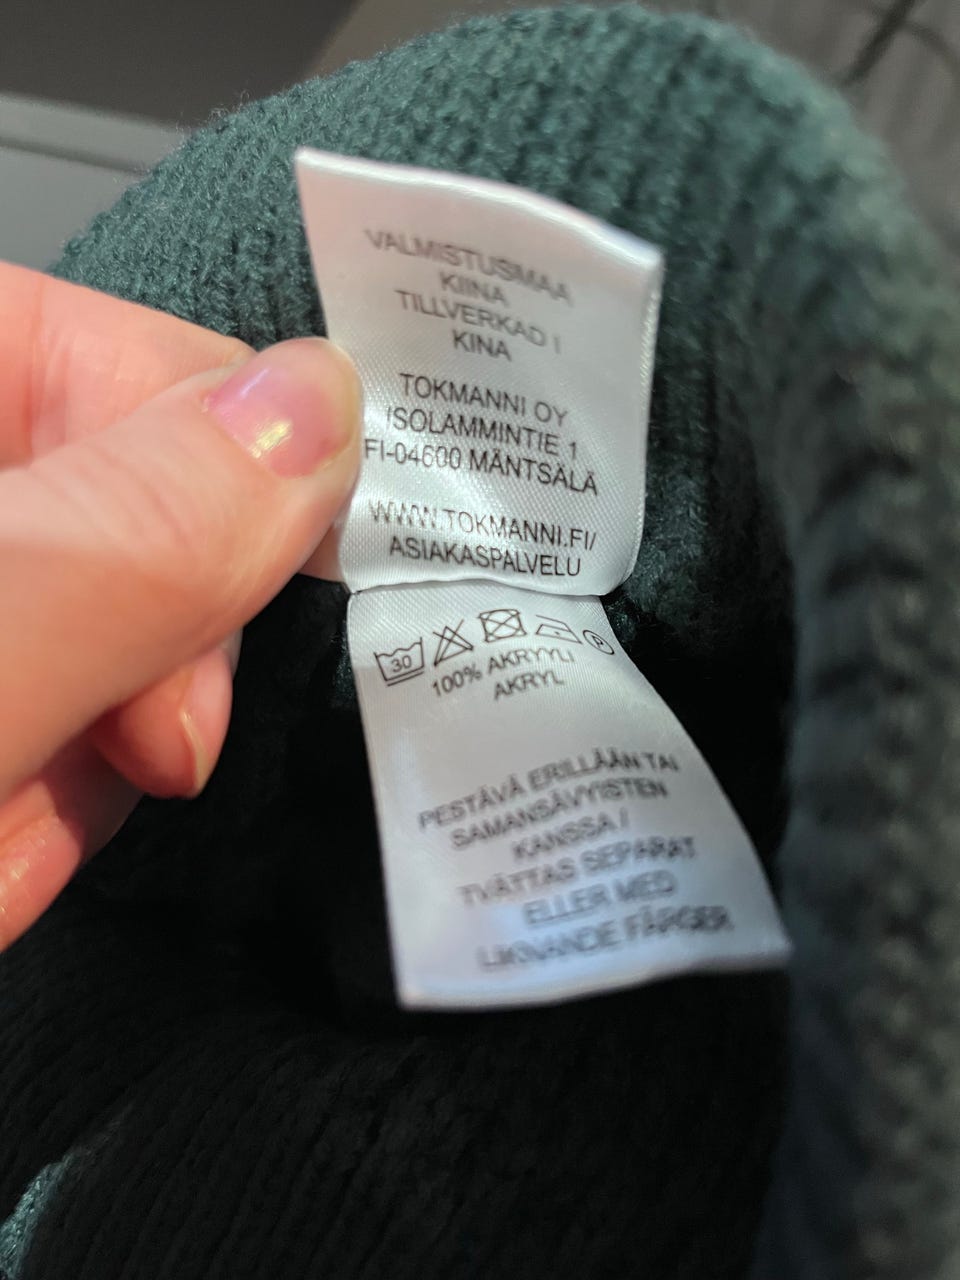 VALMISTUSMAA
KIINA
TILLVERKAD I
KINA
TOKMANNI OY
ISOLAMMINTIE 1
FI-04600 MÄNTSÄLÄ
WWW.TOKMANNI.FI/
ASIAKASPALVELU
30
P
100% AKRYYLI
AKRYL
PESTÄVÄ ERILLÄÄN TAI
SAMANSÄVYISTEN
KANSSA /
TVÄTTAS SEPARAT
ELLER MED
LIKNANDE FÄRGER